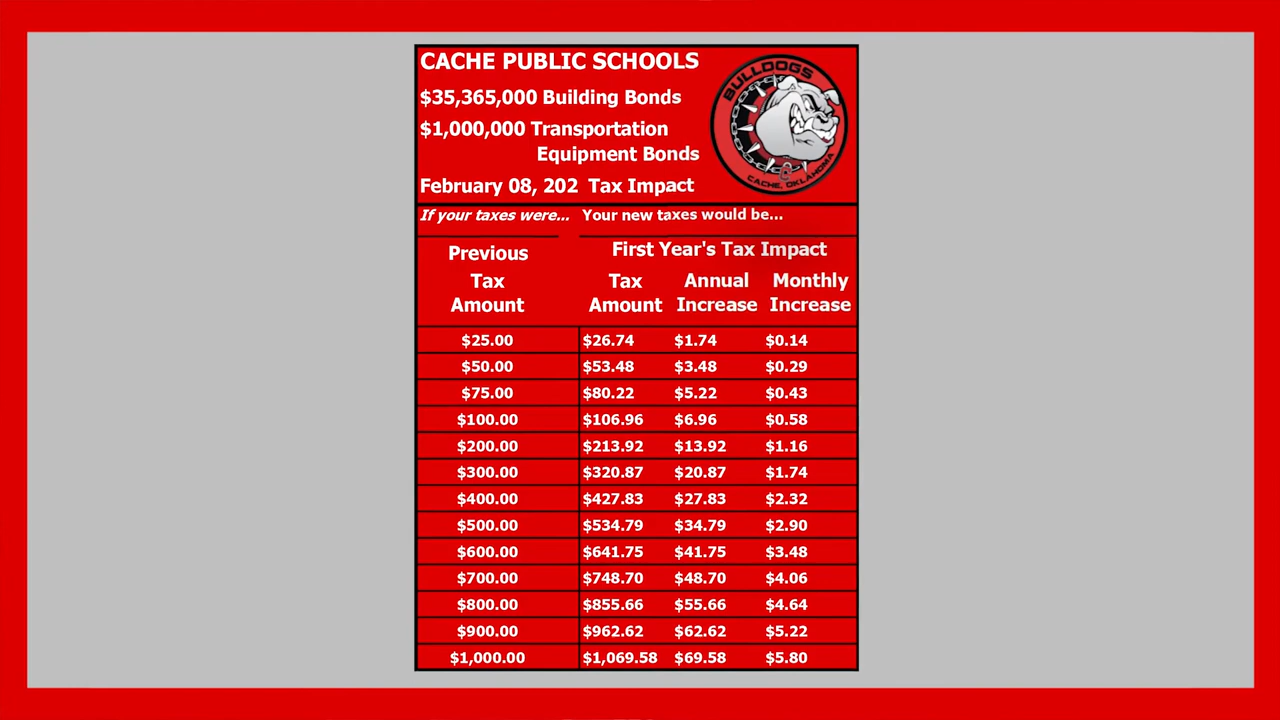 CACHE PUBLIC SCHOOLS
$35,365,000 Building Bonds
$1,000,000 Transportation
Equipment Bonds
February 08, 202 Tax Impact
BULLDOGS
C
CACHE, OKLAHOMA
If your taxes were... Your new taxes would be...
First Year's Tax Impact
Previous Tax Amount Tax Amount Annual Increase Monthly Increase
$25.00 $26.74 $1.74 $0.14
$50.00 $53.48 $3.48 $0.29
$75.00 $80.22 $5.22 $0.43
$100.00 $106.96 $6.96 $0.58
$200.00 $213.92 $13.92 $1.16
$300.00 $320.87 $20.87 $1.74
$400.00 $427.83 $27.83 $2.32
$500.00 $534.79 $34.79 $2.90
$600.00 $641.75 $41.75 $3.48
$700.00 $748.70 $48.70 $4.06
$800.00 $855.66 $55.66 $4.64
$900.00 $962.62 $62.62 $5.22
$1,000.00 $1,069.58 $69.58 $5.80